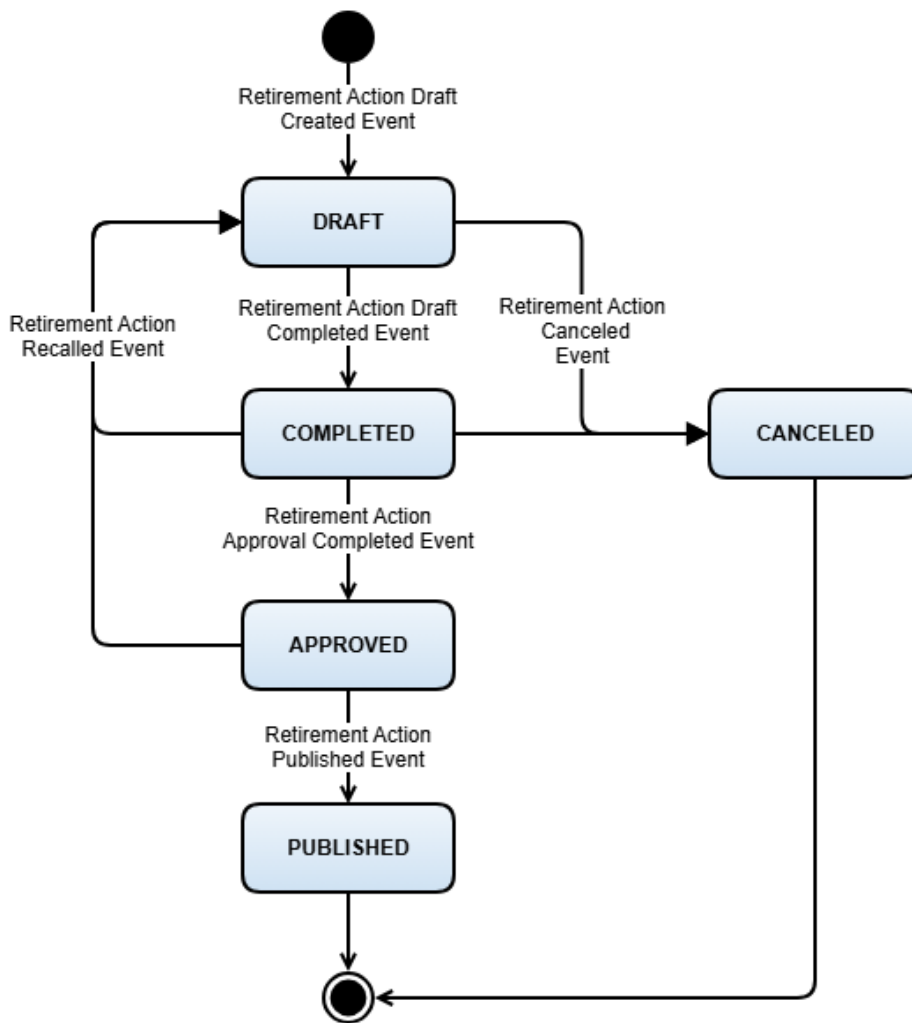 Retirement Action Draft
Created Event
DRAFT
Retirement Action Draft
Completed Event
Retirement Action
Canceled
Event
Retirement Action
Recalled Event
COMPLETED
CANCELED
Retirement Action
Approval Completed Event
APPROVED
Retirement Action
Published Event
PUBLISHED